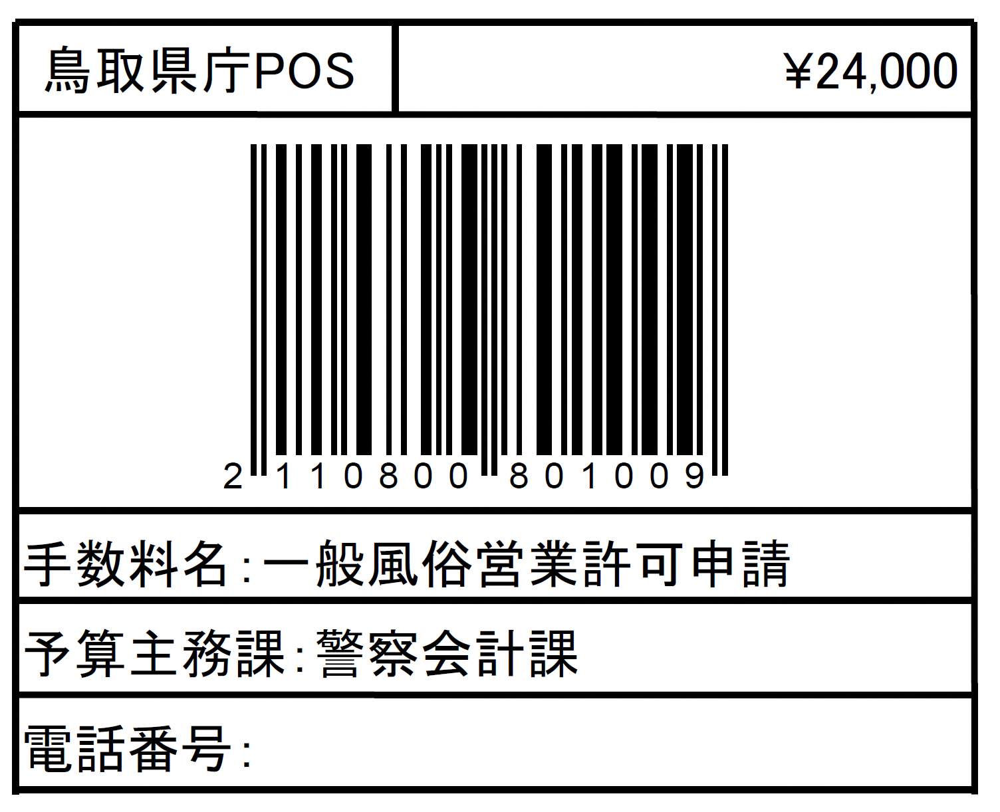 鳥取県庁POS
¥24,000
2 110800 801009
手数料名:一般風俗営業許可申請
予算主務課:警察会計課
電話番号: